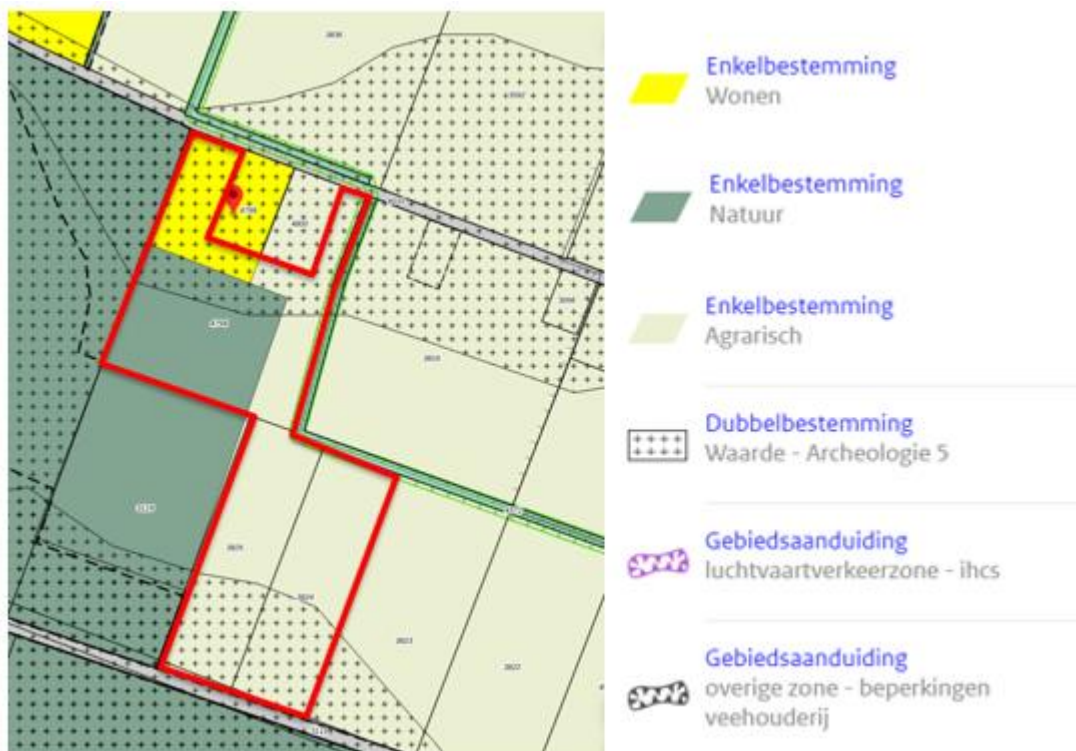 Enkelbestemming
Wonen
Enkelbestemming
Natuur
Enkelbestemming
Agrarisch
Dubbelbestemming
Waarde - Archeologie 5
Gebiedsaanduiding
luchtvaartverkeerzone - ihcs
Gebiedsaanduiding
overige zone - beperkingen
veehouderij